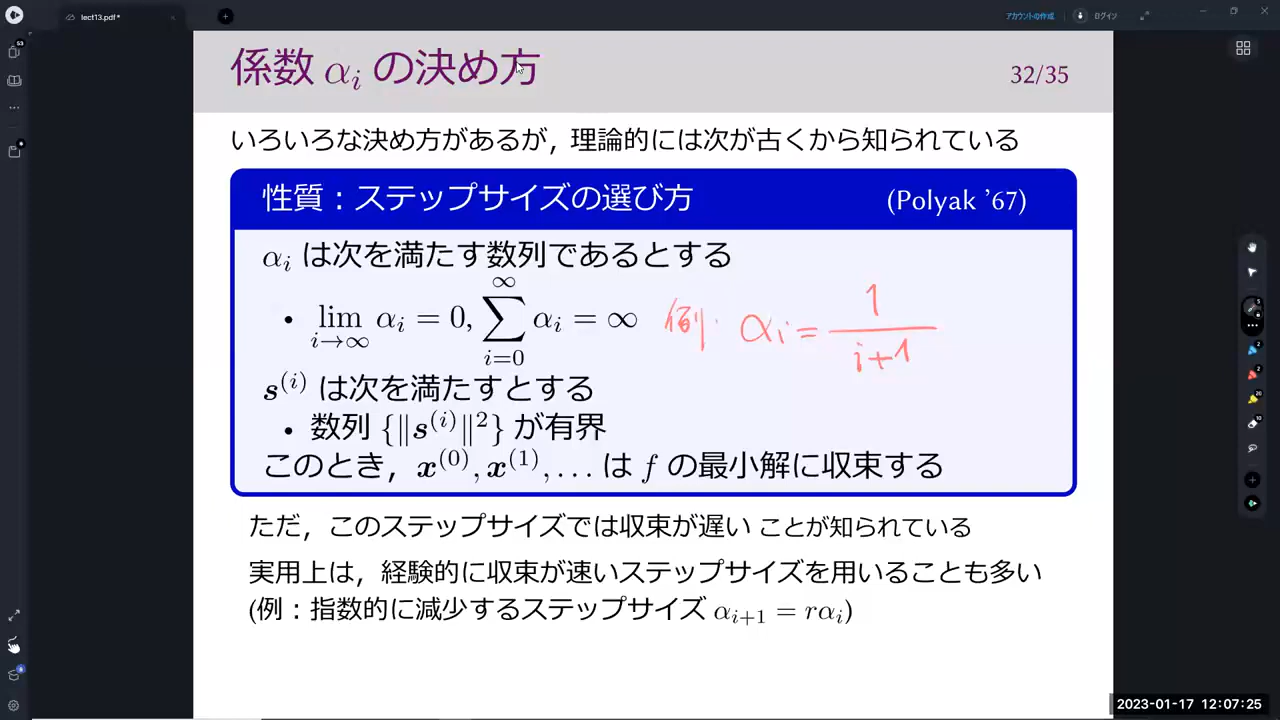 lect13.pdf*
アカウントの作成
ログイン
係数 αᵢ の決め方
32/35
いろいろな決め方があるが，理論的には次が古くから知られている
性質：ステップサイズの選び方
(Polyak ’67)
αᵢ は次を満たす数列であるとする
• lim_{i→∞} αᵢ = 0, ∑_{i=0}^{∞} αᵢ = ∞
例: αᵢ = 1/(i+1)
s⁽ⁱ⁾ は次を満たすとする
• 数列 {‖s⁽ⁱ⁾‖²} が有界
このとき，x⁽⁰⁾, x⁽¹⁾, … は f の最小解に収束する
ただ，このステップサイズでは収束が遅い ことが知られている
実用上は，経験的に収束が速いステップサイズを用いることも多い
(例：指数的に減少するステップサイズ αᵢ₊₁ = rαᵢ)
2023-01-17 12:07:25